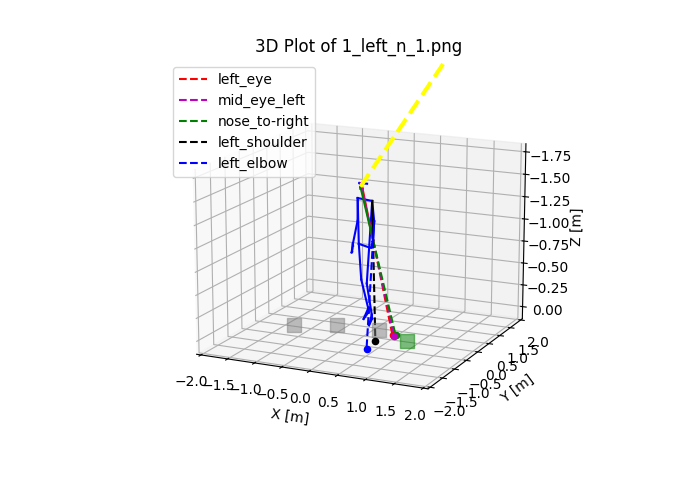 3D Plot of 1_left_n_1.png
left_eye
mid_eye_left
nose_to-right
left_shoulder
left_elbow
−1.75
−1.50
−1.25
−1.00
−0.75
−0.50
−0.25
0.00
Z [m]
−2.0 −1.5 −1.0 −0.5 0.0 0.5 1.0 1.5 2.0
X [m]
−2.0 −1.5 −1.0 −0.5 0.0 0.5 1.0 1.5 2.0
Y [m]